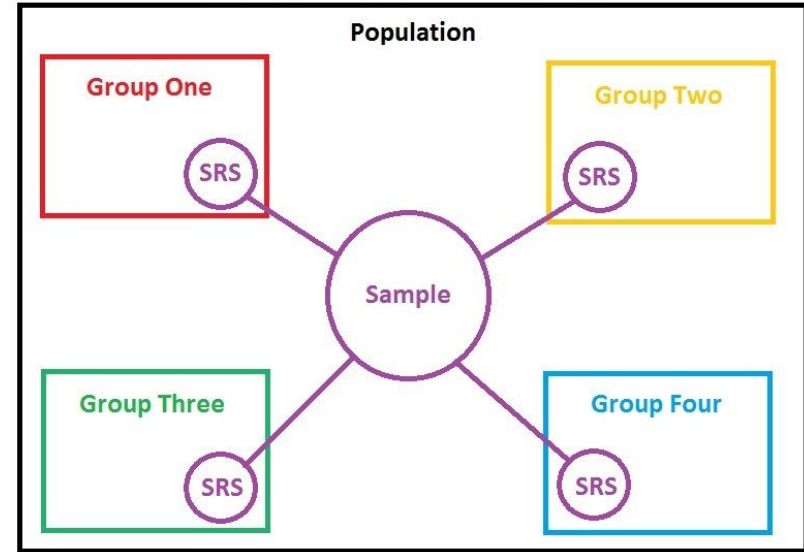 Population
Group One
Group Two
SRS
SRS
Sample
Group Three
Group Four
SRS
SRS